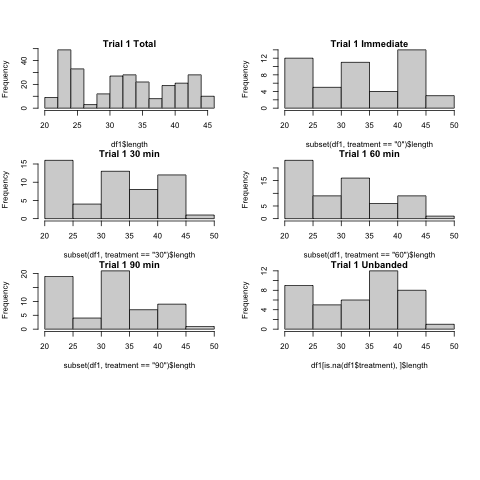 Trial 1 Total
Frequency
0 20 40
20 25 30 35 40 45
df1$length
Trial 1 Immediate
Frequency
0 4 8 12
20 25 30 35 40 45 50
subset(df1, treatment == "0")$length
Trial 1 30 min
Frequency
0 5 10 15
20 25 30 35 40 45 50
subset(df1, treatment == "30")$length
Trial 1 60 min
Frequency
0 5 15
20 25 30 35 40 45 50
subset(df1, treatment == "60")$length
Trial 1 90 min
Frequency
0 5 10 15 20
20 25 30 35 40 45 50
subset(df1, treatment == "90")$length
Trial 1 Unbanded
Frequency
0 4 8 12
20 25 30 35 40 45 50
df1[is.na(df1$treatment), ]$length